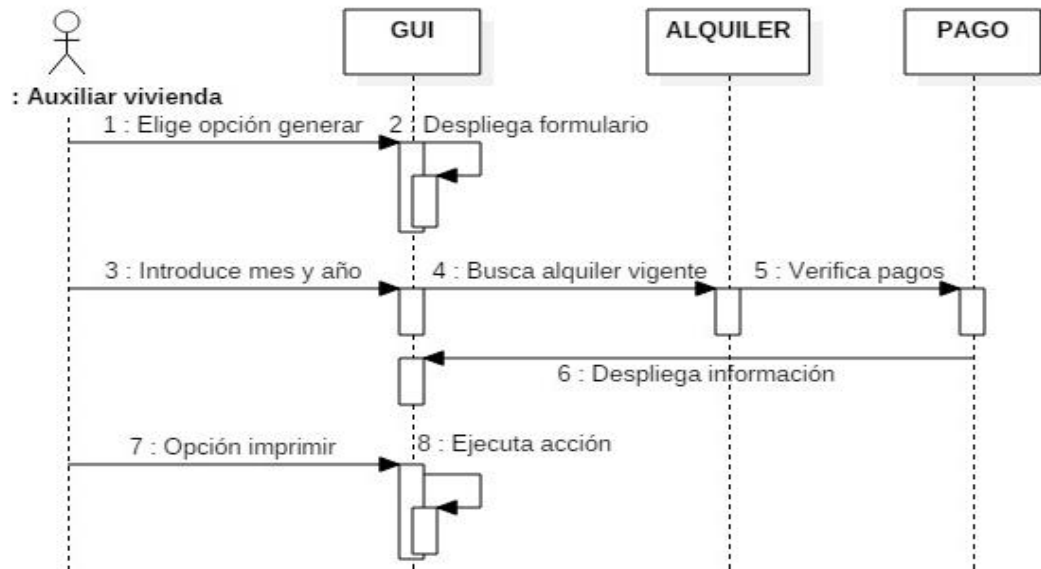 GUI
ALQUILER
PAGO
: Auxiliar vivienda
1 : Elige opción generar
2 : Despliega formulario
3 : Introduce mes y año
4 : Busca alquiler vigente
5 : Verifica pagos
6 : Despliega información
7 : Opción imprimir
8 : Ejecuta acción